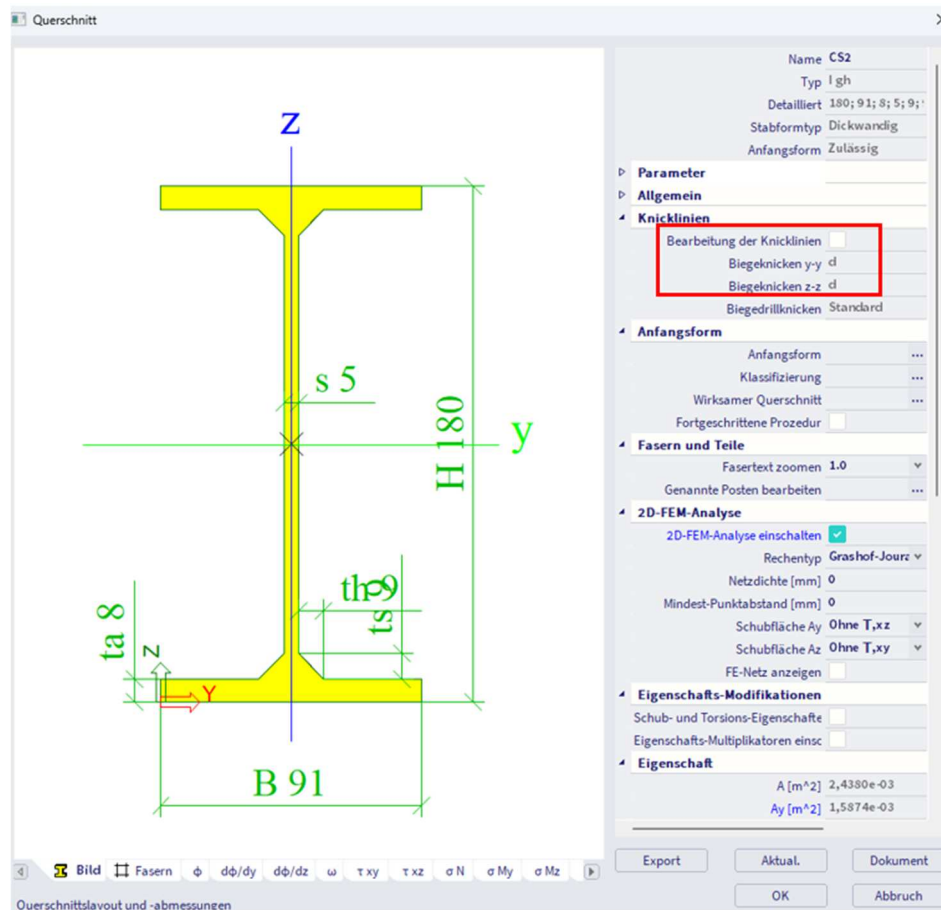 Querschnitt
z
y
s 5
H 180
th 9
ts 9
ta 8
Z
Y
B 91
Name CS2
Typ I gh
Detailliert 180; 91; 8; 5; 9;
Stabformtyp Dickwandig
Anfangsform Zulässig
Parameter
Allgemein
Knicklinien
Bearbeitung der Knicklinien
Biegeknicken y-y d
Biegeknicken z-z d
Biegedrillknicken Standard
Anfangsform
Anfangsform ...
Klassifizierung ...
Wirksamer Querschnitt ...
Fortgeschrittene Prozedur
Fasern und Teile
Fasertext zoomen 1.0
Genannte Posten bearbeiten ...
2D-FEM-Analyse
2D-FEM-Analyse einschalten
Rechentyp Grashof-Joura
Netzdichte [mm] 0
Mindest-Punktabstand [mm] 0
Schubfläche Ay Ohne T,xz
Schubfläche Az Ohne T,xy
FE-Netz anzeigen
Eigenschafts-Modifikationen
Schub- und Torsions-Eigenschafte
Eigenschafts-Multiplikatoren einsc
Eigenschaft
A [m^2] 2,4380e-03
Ay [m^2] 1,5874e-03
Bild Fasern ϕ dϕ/dy dϕ/dz ω τ xy τ xz σ N σ My σ Mz
Export Aktual. Dokument
Querschnittslayout und -abmessungen
OK Abbruch